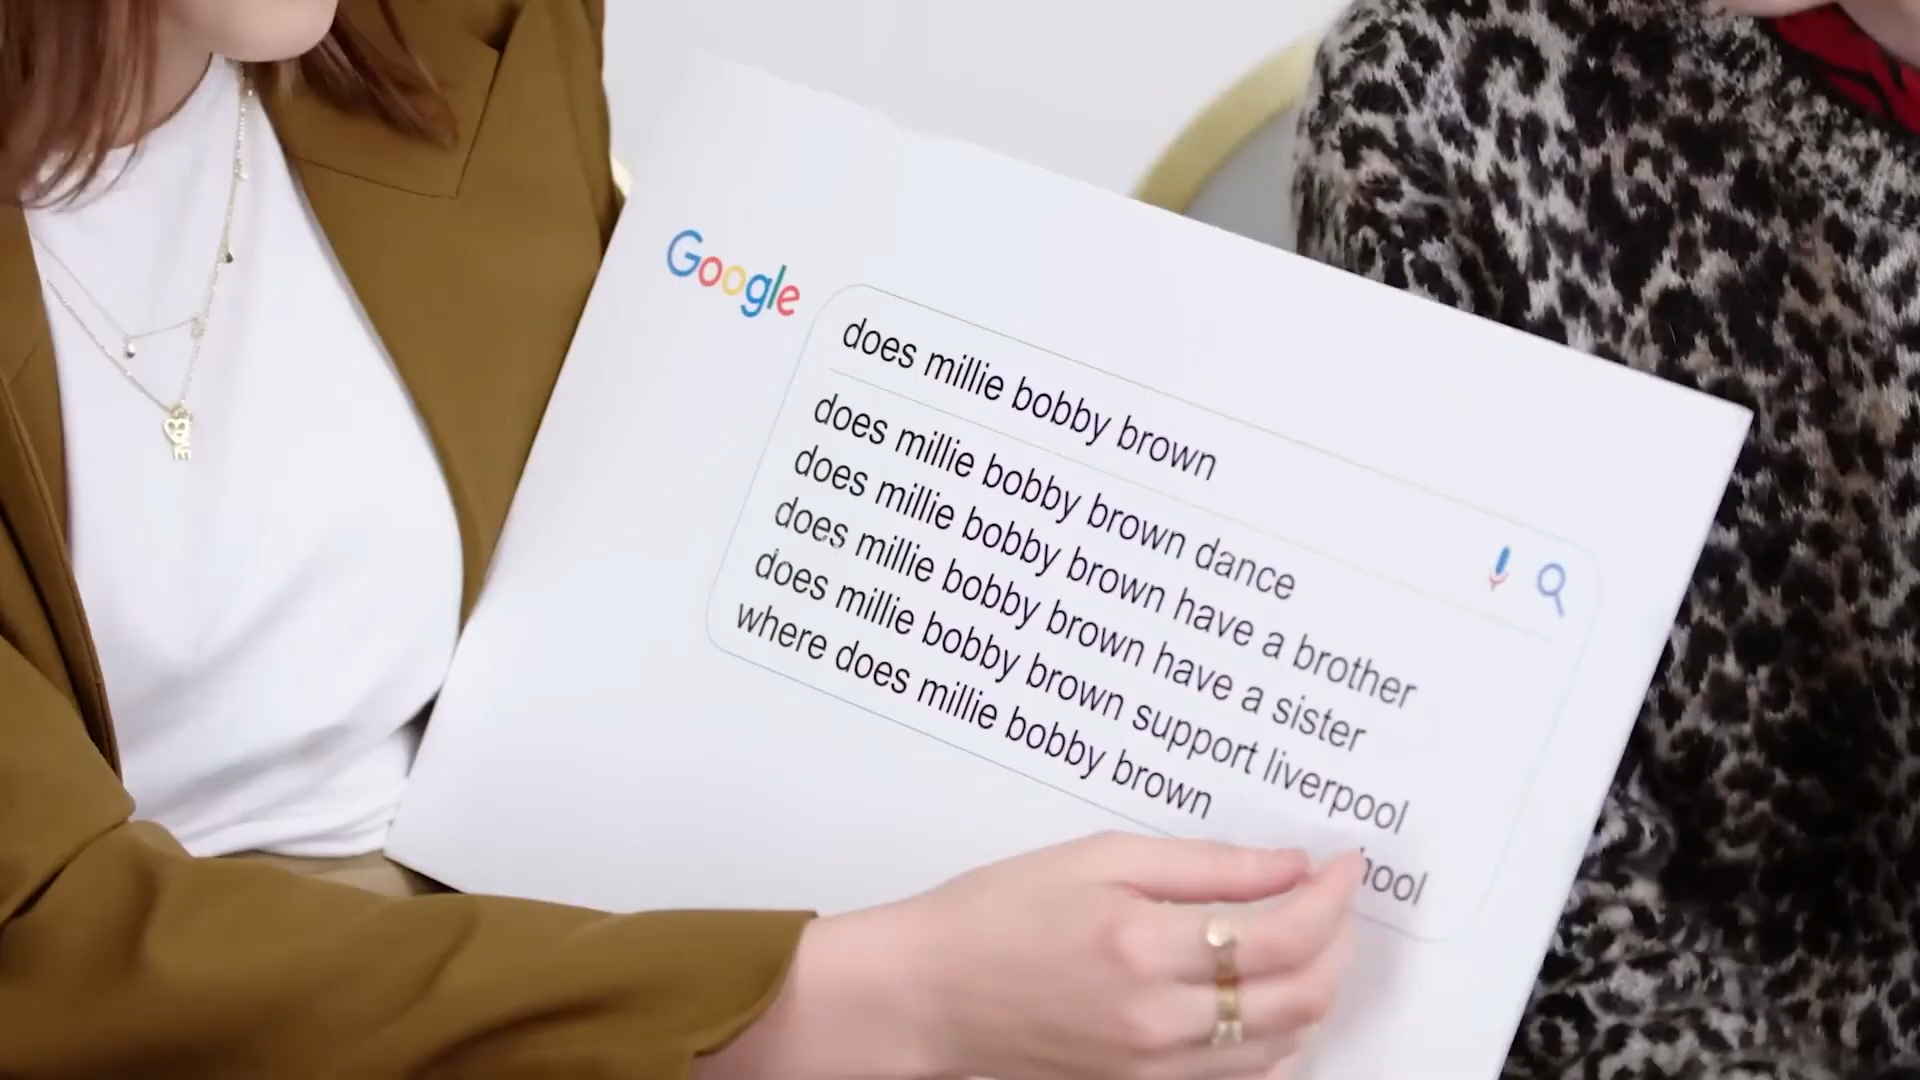 Google
does millie bobby brown
does millie bobby brown dance
does millie bobby brown have a brother
does millie bobby brown have a sister
does millie bobby brown support liverpool
where does millie bobby brown hool